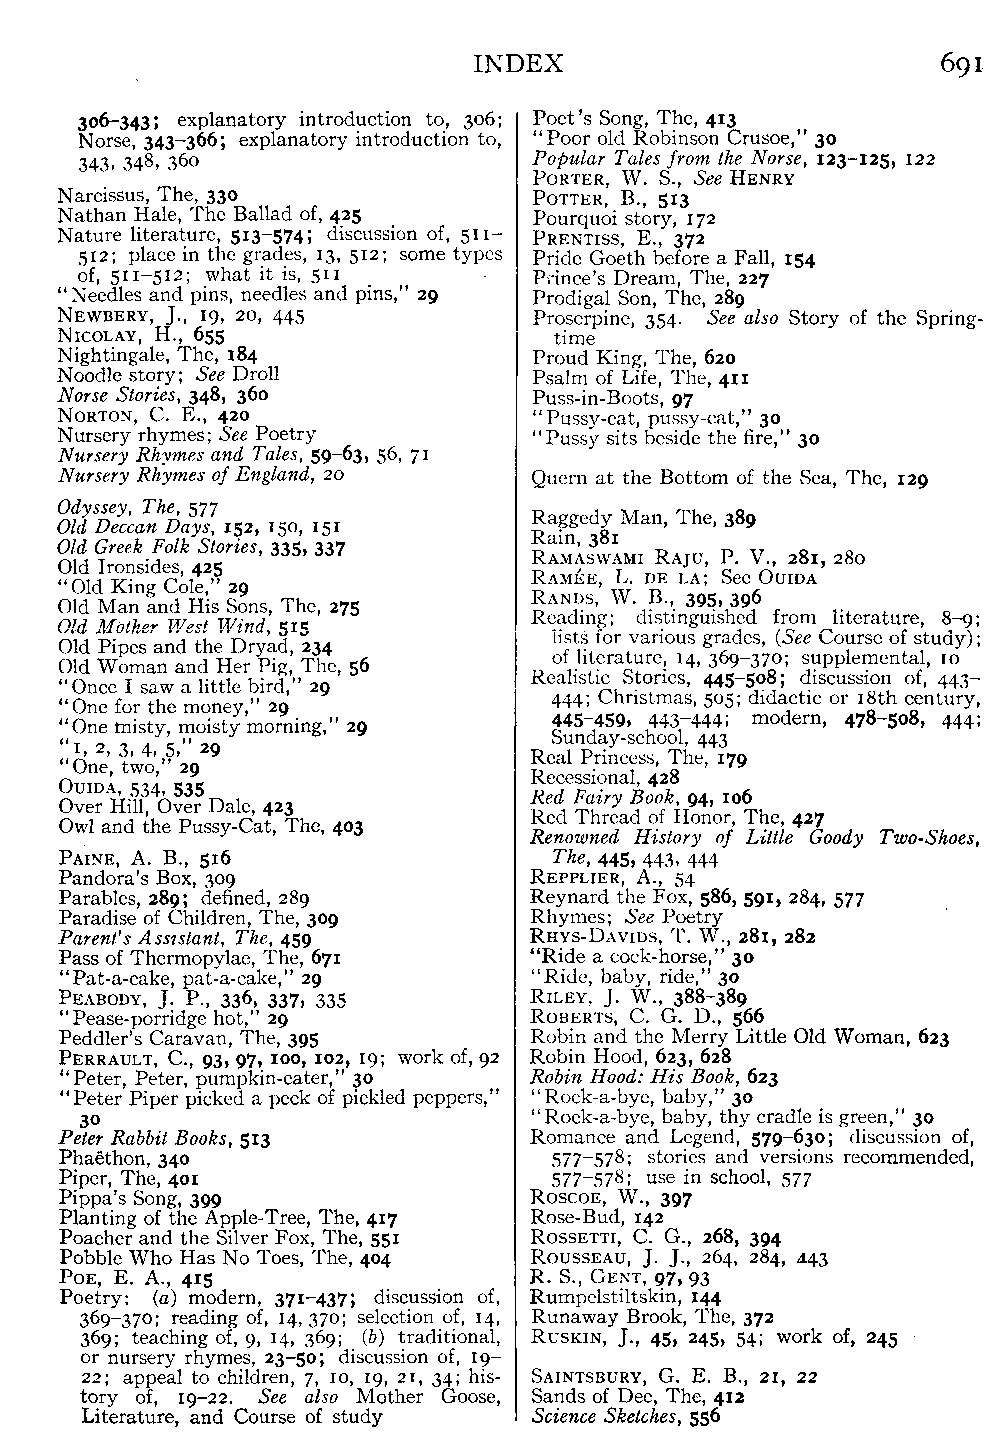 INDEX 691
306–343; explanatory introduction to, 306;
Norse, 343–366; explanatory introduction to,
343, 348, 360
Narcissus, The, 330
Nathan Hale, The Ballad of, 425
Nature literature, 513–574; discussion of, 511–
512; place in the grades, 13, 512; some types
of, 511–512; what it is, 511
"Needles and pins, needles and pins," 29
NEWBERY, J., 19, 20, 445
NICOLAY, H., 655
Nightingale, The, 184
Noodle story; See Droll
Norse Stories, 348, 360
NORTON, C. E., 420
Nursery rhymes; See Poetry
Nursery Rhymes and Tales, 59–63, 56, 71
Nursery Rhymes of England, 20
Odyssey, The, 577
Old Deccan Days, 152, 150, 151
Old Greek Folk Stories, 335, 337
Old Ironsides, 425
"Old King Cole," 29
Old Man and His Sons, The, 275
Old Mother West Wind, 515
Old Pipes and the Dryad, 234
Old Woman and Her Pig, The, 56
"Once I saw a little bird," 29
"One for the money," 29
"One misty, moisty morning," 29
"1, 2, 3, 4, 5," 29
"One, two," 29
OUIDA, 534, 535
Over Hill, Over Dale, 423
Owl and the Pussy-Cat, The, 403
PAINE, A. B., 516
Pandora's Box, 309
Parables, 289; defined, 289
Paradise of Children, The, 309
Parent's Assistant, The, 459
Pass of Thermopylae, The, 671
"Pat-a-cake, pat-a-cake," 29
PEABODY, J. P., 336, 337, 335
"Pease-porridge hot," 29
Peddler's Caravan, The, 395
PERRAULT, C., 93, 97, 100, 102, 19; work of, 92
"Peter, Peter, pumpkin-eater," 30
"Peter Piper picked a peck of pickled peppers,"
30
Peter Rabbit Books, 513
Phaëthon, 340
Piper, The, 401
Pippa's Song, 399
Planting of the Apple-Tree, The, 417
Poacher and the Silver Fox, The, 551
Pobble Who Has No Toes, The, 404
POE, E. A., 415
Poetry: (a) modern, 371–437; discussion of,
369–370; reading of, 14, 370; selection of, 14,
369; teaching of, 9, 14, 369; (b) traditional,
or nursery rhymes, 23–50; discussion of, 19–
22; appeal to children, 7, 10, 19, 21, 34; his-
tory of, 19–22. See also Mother Goose,
Literature, and Course of study
Poet's Song, The, 413
"Poor old Robinson Crusoe," 30
Popular Tales from the Norse, 123–125, 122
PORTER, W. S., See HENRY
POTTER, B., 513
Pourquoi story, 172
PRENTISS, E., 372
Pride Goeth before a Fall, 154
Prince's Dream, The, 227
Prodigal Son, The, 289
Proserpine, 354. See also Story of the Spring-
time
Proud King, The, 620
Psalm of Life, The, 411
Puss-in-Boots, 97
"Pussy-cat, pussy-cat," 30
"Pussy sits beside the fire," 30
Quern at the Bottom of the Sea, The, 129
Raggedy Man, The, 389
Rain, 381
RAMASWAMI RAJU, P. V., 281, 280
RAMÉE, L. DE LA; See OUIDA
RANDS, W. B., 395, 396
Reading; distinguished from literature, 8–9;
lists for various grades, (See Course of study);
of literature, 14, 369–370; supplemental, 10
Realistic Stories, 445–508; discussion of, 443–
444; Christmas, 505; didactic or 18th century,
445–459, 443–444; modern, 478–508, 444;
Sunday-school, 443
Real Princess, The, 179
Recessional, 428
Red Fairy Book, 94, 106
Red Thread of Honor, The, 427
Renowned History of Little Goody Two-Shoes,
The, 445, 443, 444
REPPLIER, A., 54
Reynard the Fox, 586, 591, 284, 577
Rhymes; See Poetry
RHYS-DAVIDS, T. W., 281, 282
"Ride a cock-horse," 30
"Ride, baby, ride," 30
RILEY, J. W., 388–389
ROBERTS, C. G. D., 566
Robin and the Merry Little Old Woman, 623
Robin Hood, 623, 628
Robin Hood: His Book, 623
"Rock-a-bye, baby," 30
"Rock-a-bye, baby, thy cradle is green," 30
Romance and Legend, 579–630; discussion of,
577–578; stories and versions recommended,
577–578; use in school, 577
ROSCOE, W., 397
Rose-Bud, 142
ROSSETTI, C. G., 268, 394
ROUSSEAU, J. J., 264, 284, 443
R. S., GENT, 97, 93
Rumpelstiltskin, 144
Runaway Brook, The, 372
RUSKIN, J., 45, 245, 54; work of, 245
SAINTSBURY, G. E. B., 21, 22
Sands of Dee, The, 412
Science Sketches, 556